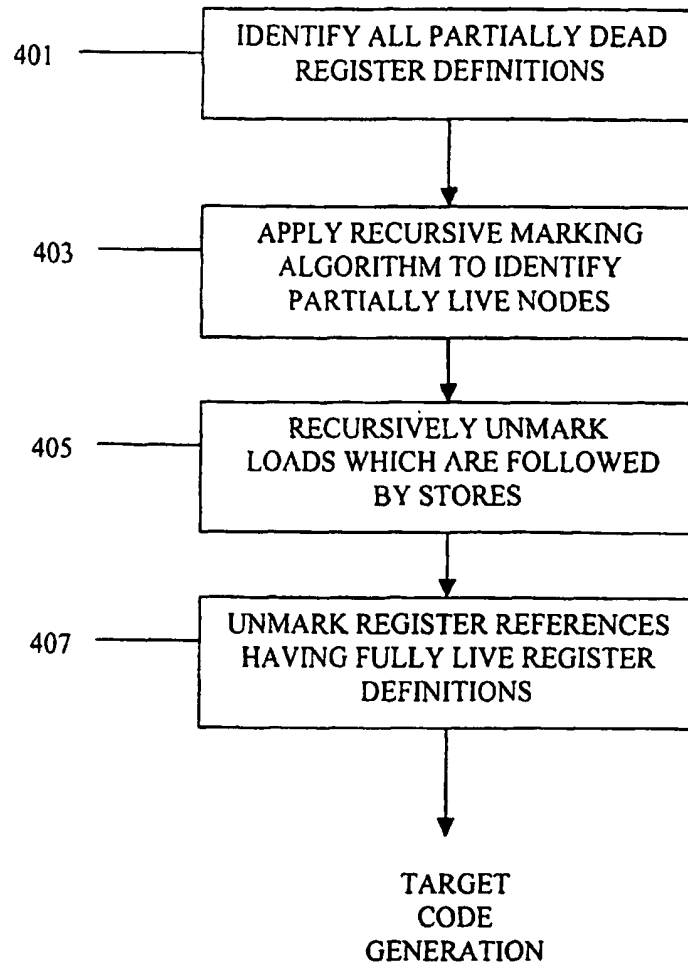 401
IDENTIFY ALL PARTIALLY DEAD
REGISTER DEFINITIONS
403
APPLY RECURSIVE MARKING
ALGORITHM TO IDENTIFY
PARTIALLY LIVE NODES
405
RECURSIVELY UNMARK
LOADS WHICH ARE FOLLOWED
BY STORES
407
UNMARK REGISTER REFERENCES
HAVING FULLY LIVE REGISTER
DEFINITIONS
TARGET
CODE
GENERATION